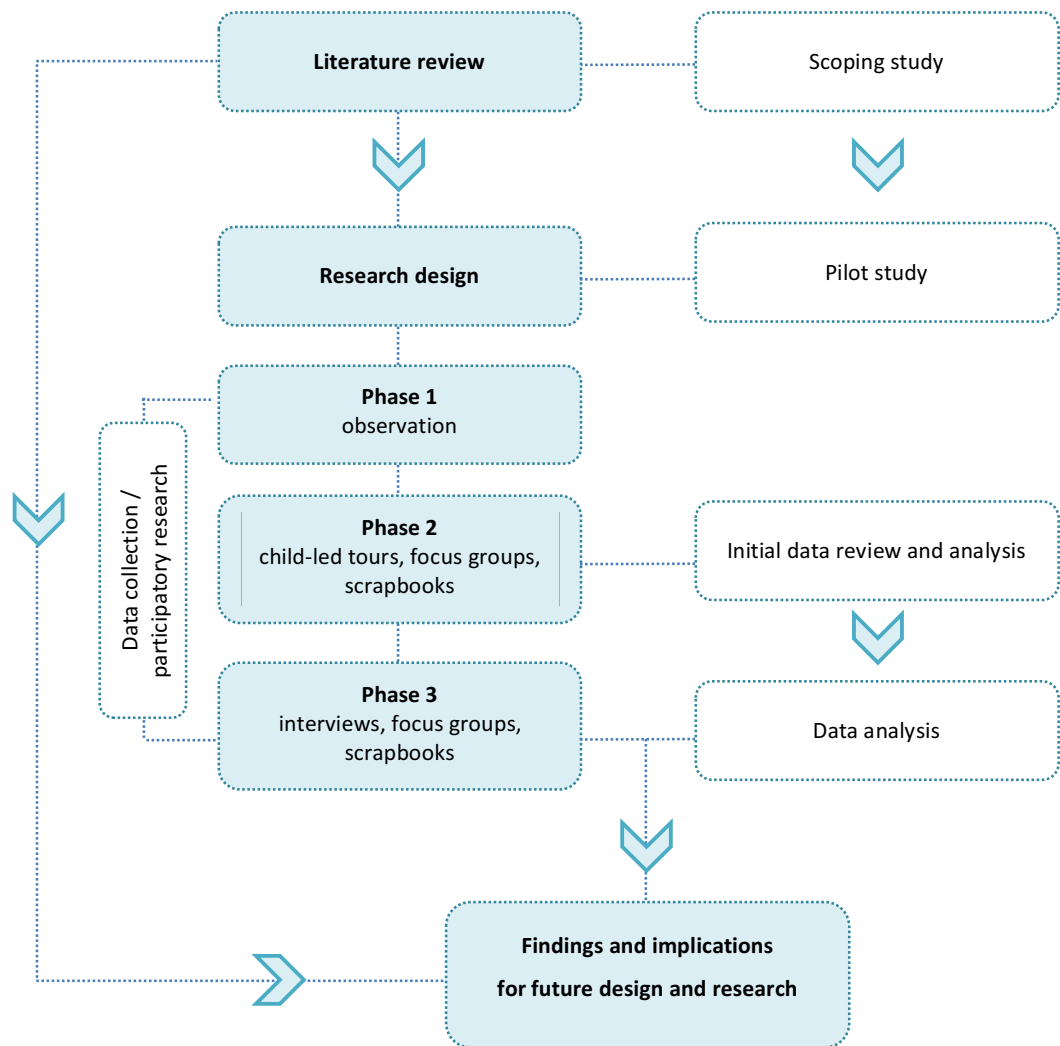 Literature review
Scoping study
Research design
Pilot study
Phase 1
observation
Data collection /
participatory research
Phase 2
child-led tours, focus groups,
scrapbooks
Initial data review and analysis
Phase 3
interviews, focus groups,
scrapbooks
Data analysis
Findings and implications
for future design and research